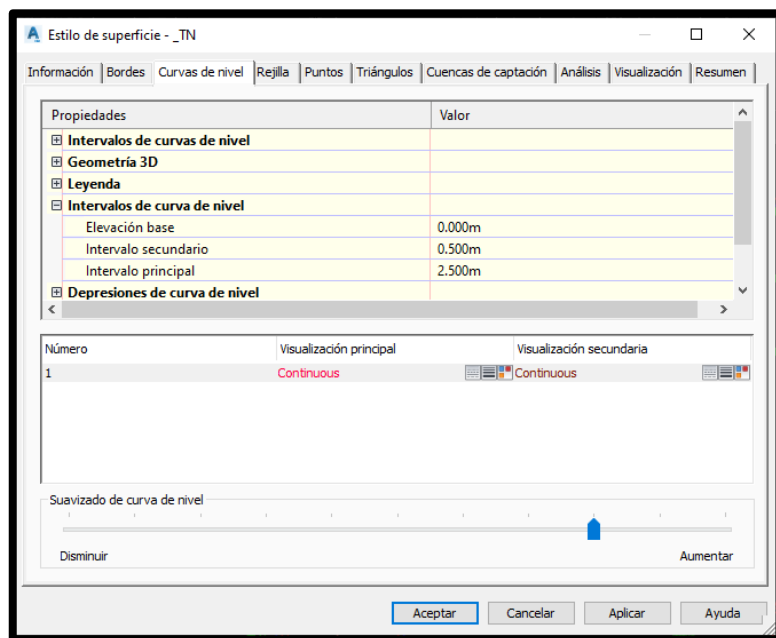 Estilo de superficie - _TN
Información Bordes Curvas de nivel Rejilla Puntos Triángulos Cuencas de captación Análisis Visualización Resumen
Propiedades Valor
Intervalos de curvas de nivel
Geometría 3D
Leyenda
Intervalos de curva de nivel
Elevación base 0.000m
Intervalo secundario 0.500m
Intervalo principal 2.500m
Depresiones de curva de nivel
Número Visualización principal Visualización secundaria
1 Continuous Continuous
Suavizado de curva de nivel
Disminuir Aumentar
Aceptar Cancelar Aplicar Ayuda